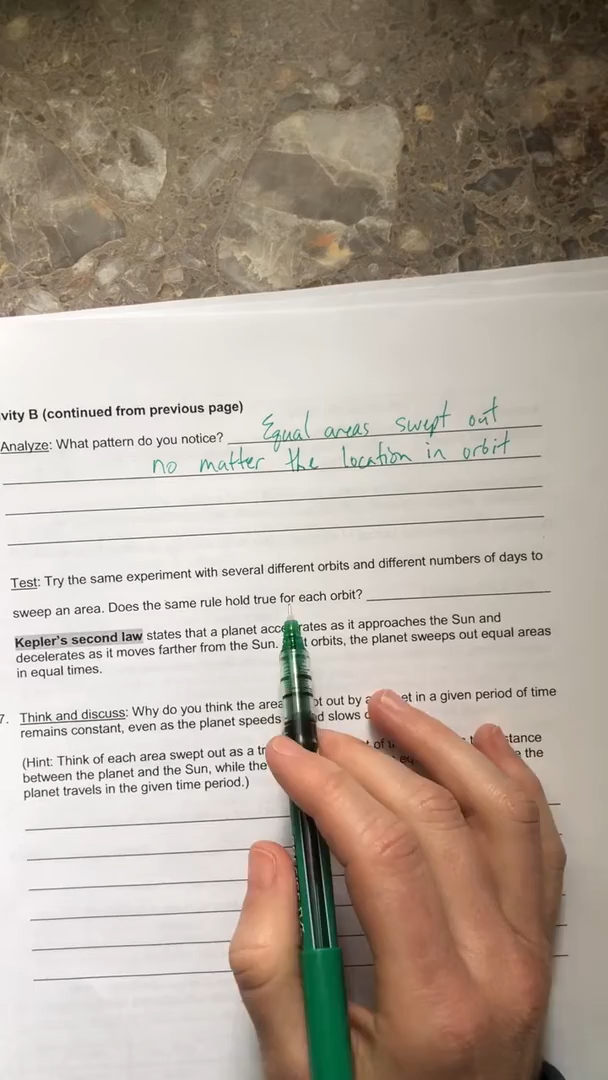 vity B (continued from previous page)
Analyze: What pattern do you notice? Equal areas swept out
no matter the location in orbit
Test: Try the same experiment with several different orbits and different numbers of days to
sweep an area. Does the same rule hold true for each orbit?
Kepler's second law states that a planet acc rates as it approaches the Sun and
decelerates as it moves farther from the Sun. t orbits, the planet sweeps out equal areas
in equal times.
7. Think and discuss: Why do you think the area pt out by a et in a given period of time
remains constant, even as the planet speeds d slows
(Hint: Think of each area swept out as a tr of tance
between the planet and the Sun, while the the
planet travels in the given time period.)